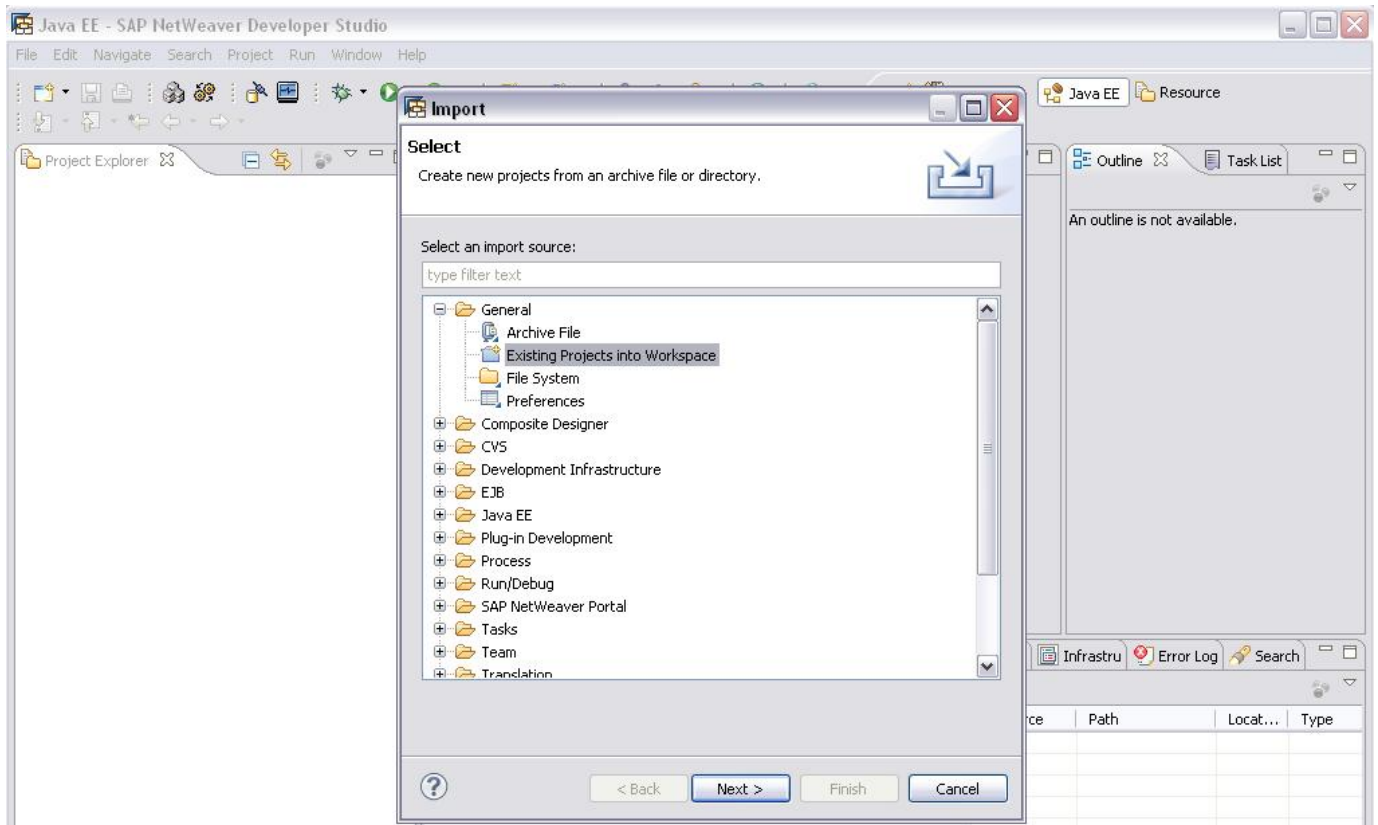 Java EE - SAP NetWeaver Developer Studio
File Edit Navigate Search Project Run Window Help
Java EE
Resource
Project Explorer
Import
Select
Create new projects from an archive file or directory.
Select an import source:
type filter text
General
Archive File
Existing Projects into Workspace
File System
Preferences
Composite Designer
CVS
Development Infrastructure
EJB
Java EE
Plug-in Development
Process
Run/Debug
SAP NetWeaver Portal
Tasks
Team
Translation
< Back
Next >
Finish
Cancel
Outline
Task List
An outline is not available.
Infrastru
Error Log
Search
rce
Path
Locat...
Type